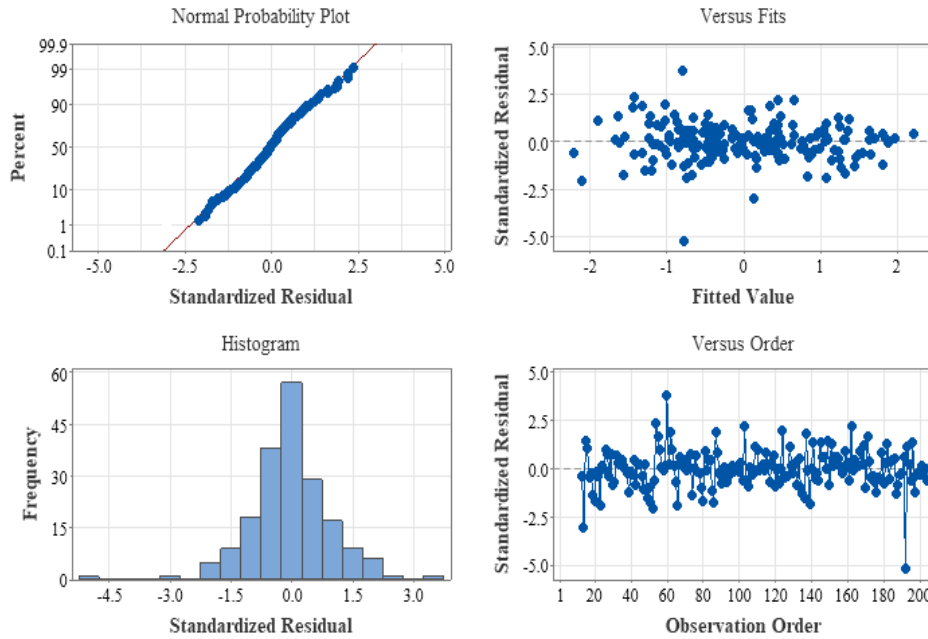 Normal Probability Plot
99.9
99
90
50
10
1
0.1
Percent
-5.0 -2.5 0.0 2.5 5.0
Standardized Residual
Versus Fits
5.0
2.5
0.0
-2.5
-5.0
Standardized Residual
-2 -1 0 1 2
Fitted Value
Histogram
60
45
30
15
0
Frequency
-4.5 -3.0 -1.5 0.0 1.5 3.0
Standardized Residual
Versus Order
5.0
2.5
0.0
-2.5
-5.0
Standardized Residual
1 20 40 60 80 100 120 140 160 180 200
Observation Order